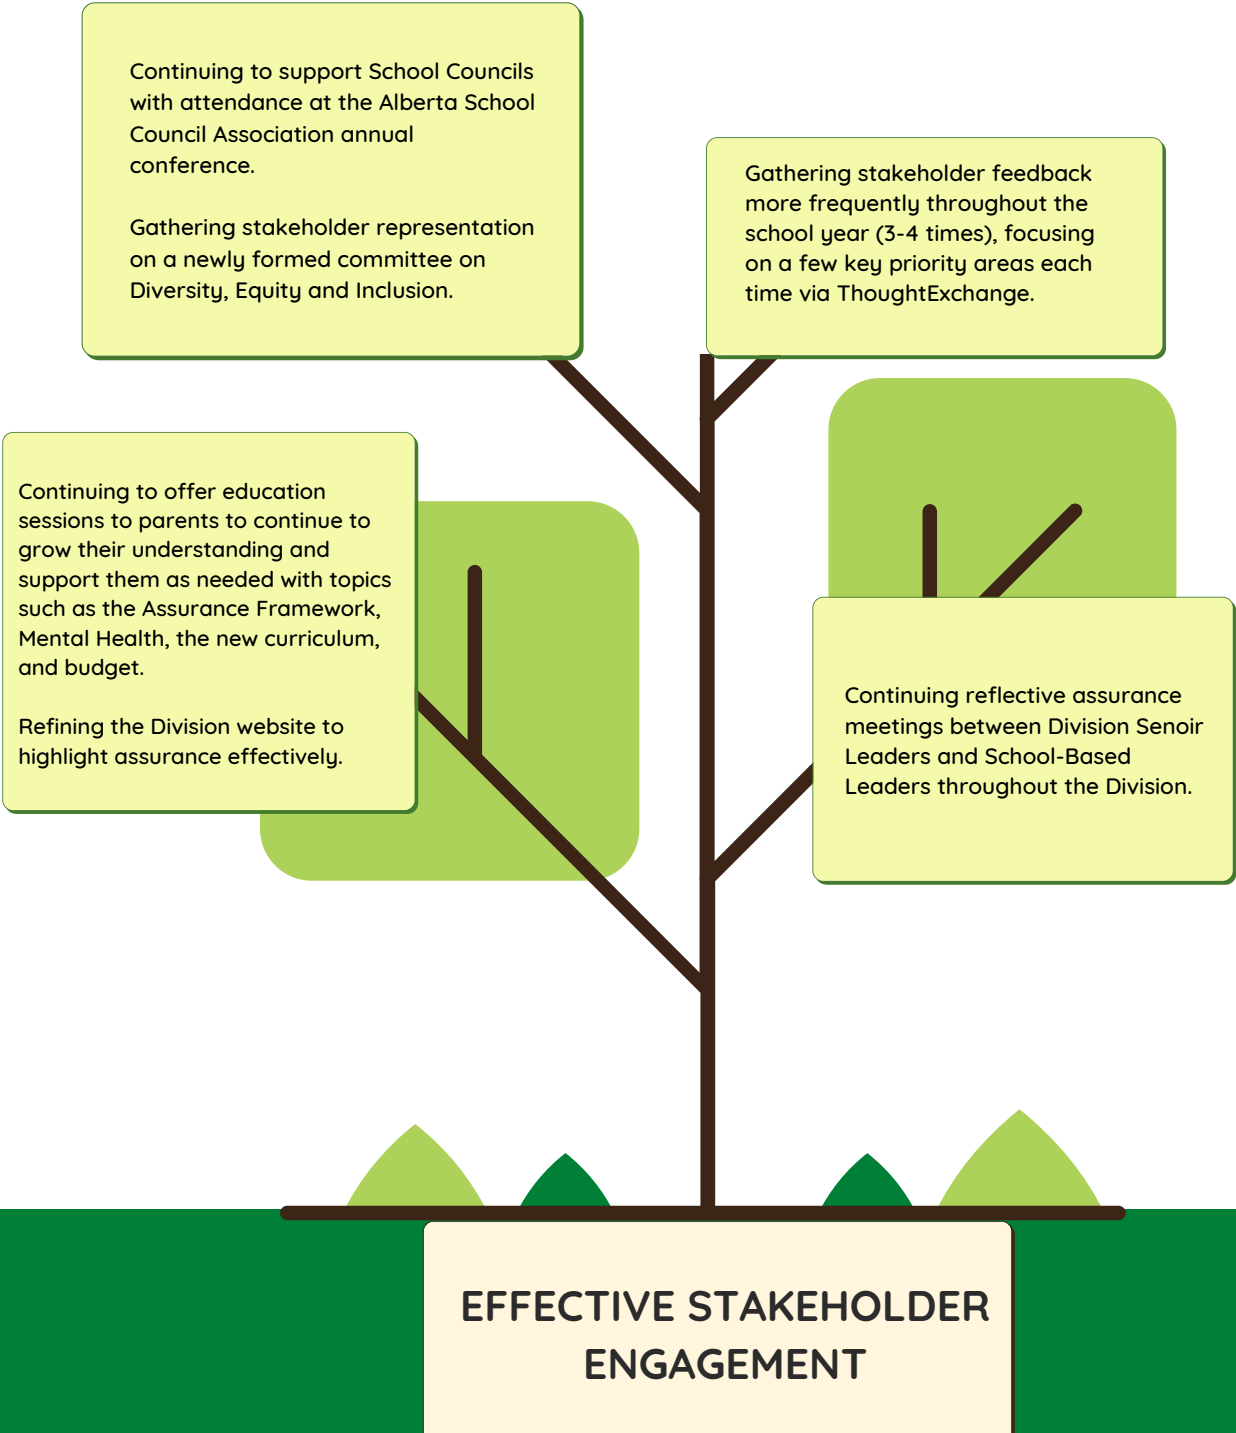 Continuing to support School Councils
with attendance at the Alberta School
Council Association annual
conference.
Gathering stakeholder representation
on a newly formed committee on
Diversity, Equity and Inclusion.
Gathering stakeholder feedback
more frequently throughout the
school year (3-4 times), focusing
on a few key priority areas each
time via ThoughtExchange.
Continuing to offer education
sessions to parents to continue to
grow their understanding and
support them as needed with topics
such as the Assurance Framework,
Mental Health, the new curriculum,
and budget.
Refining the Division website to
highlight assurance effectively.
Continuing reflective assurance
meetings between Division Senoir
Leaders and School-Based
Leaders throughout the Division.
EFFECTIVE STAKEHOLDER
ENGAGEMENT